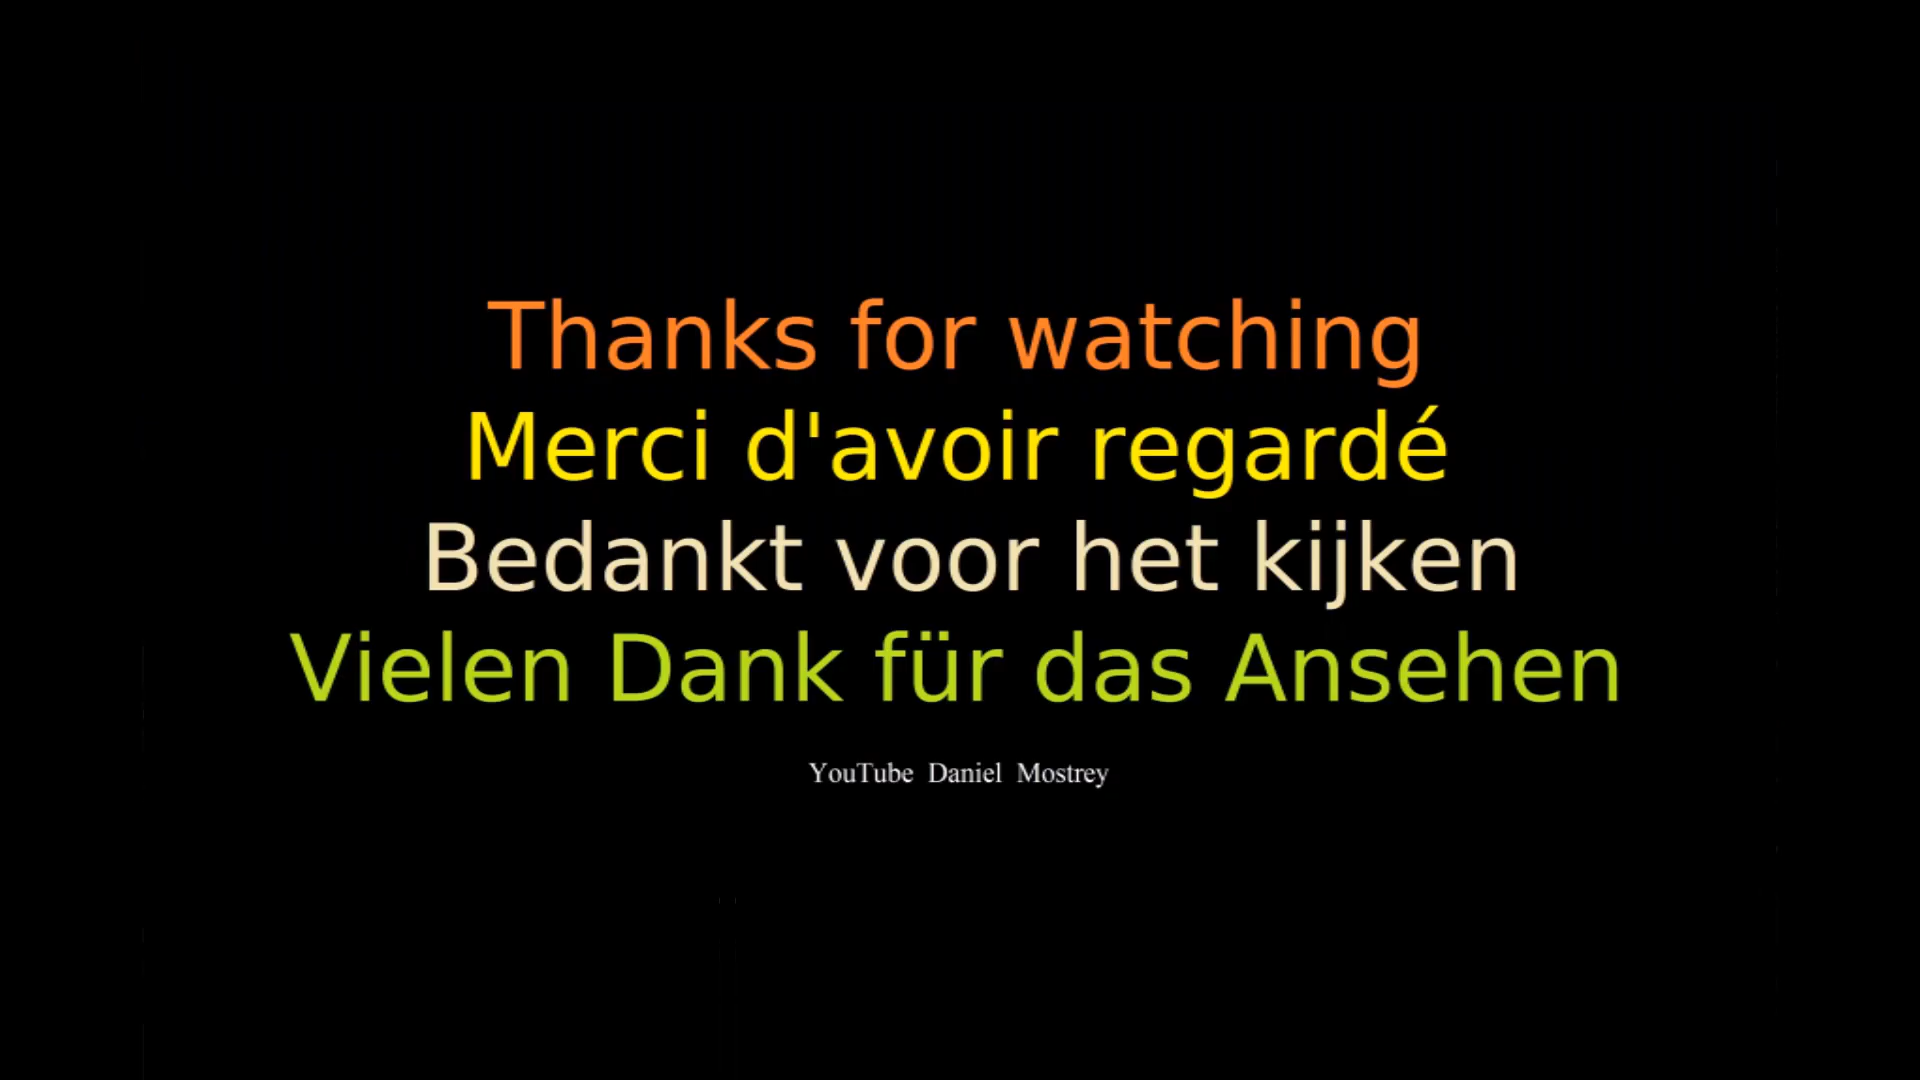 Thanks for watching
Merci d'avoir regardé
Bedankt voor het kijken
Vielen Dank für das Ansehen
YouTube Daniel Mostrey